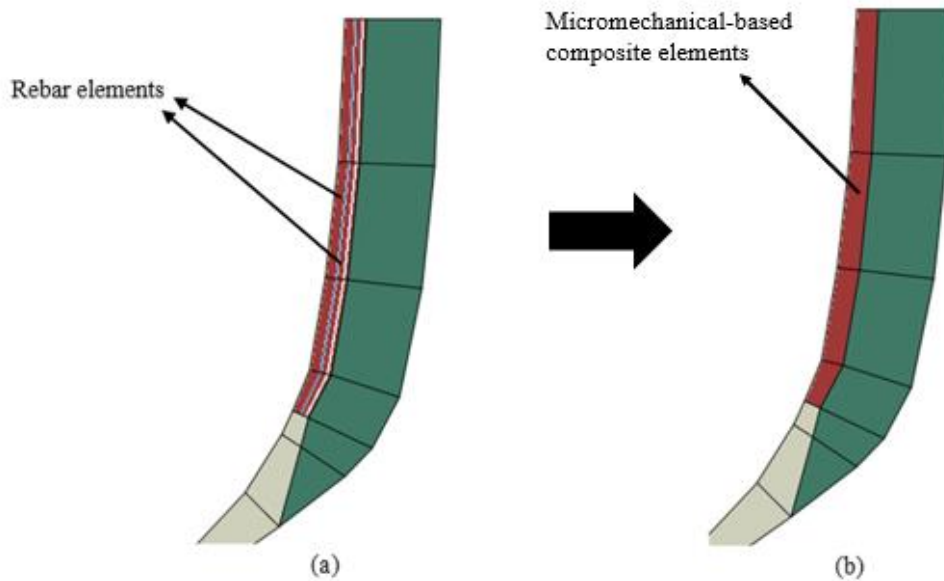 Rebar elements
Micromechanical-based
composite elements
(a)
(b)